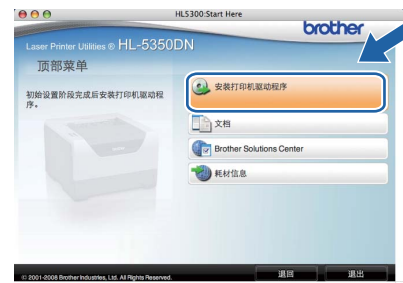 HL5300:Start Here
brother
Laser Printer Utilities ® HL-5350DN
顶部菜单
初始设置阶段完成后安装打印机驱动程
序。
安装打印机驱动程序
文档
Brother Solutions Center
耗材信息
© 2001-2008 Brother Industries, Ltd. All Rights Reserved.
退回
退出